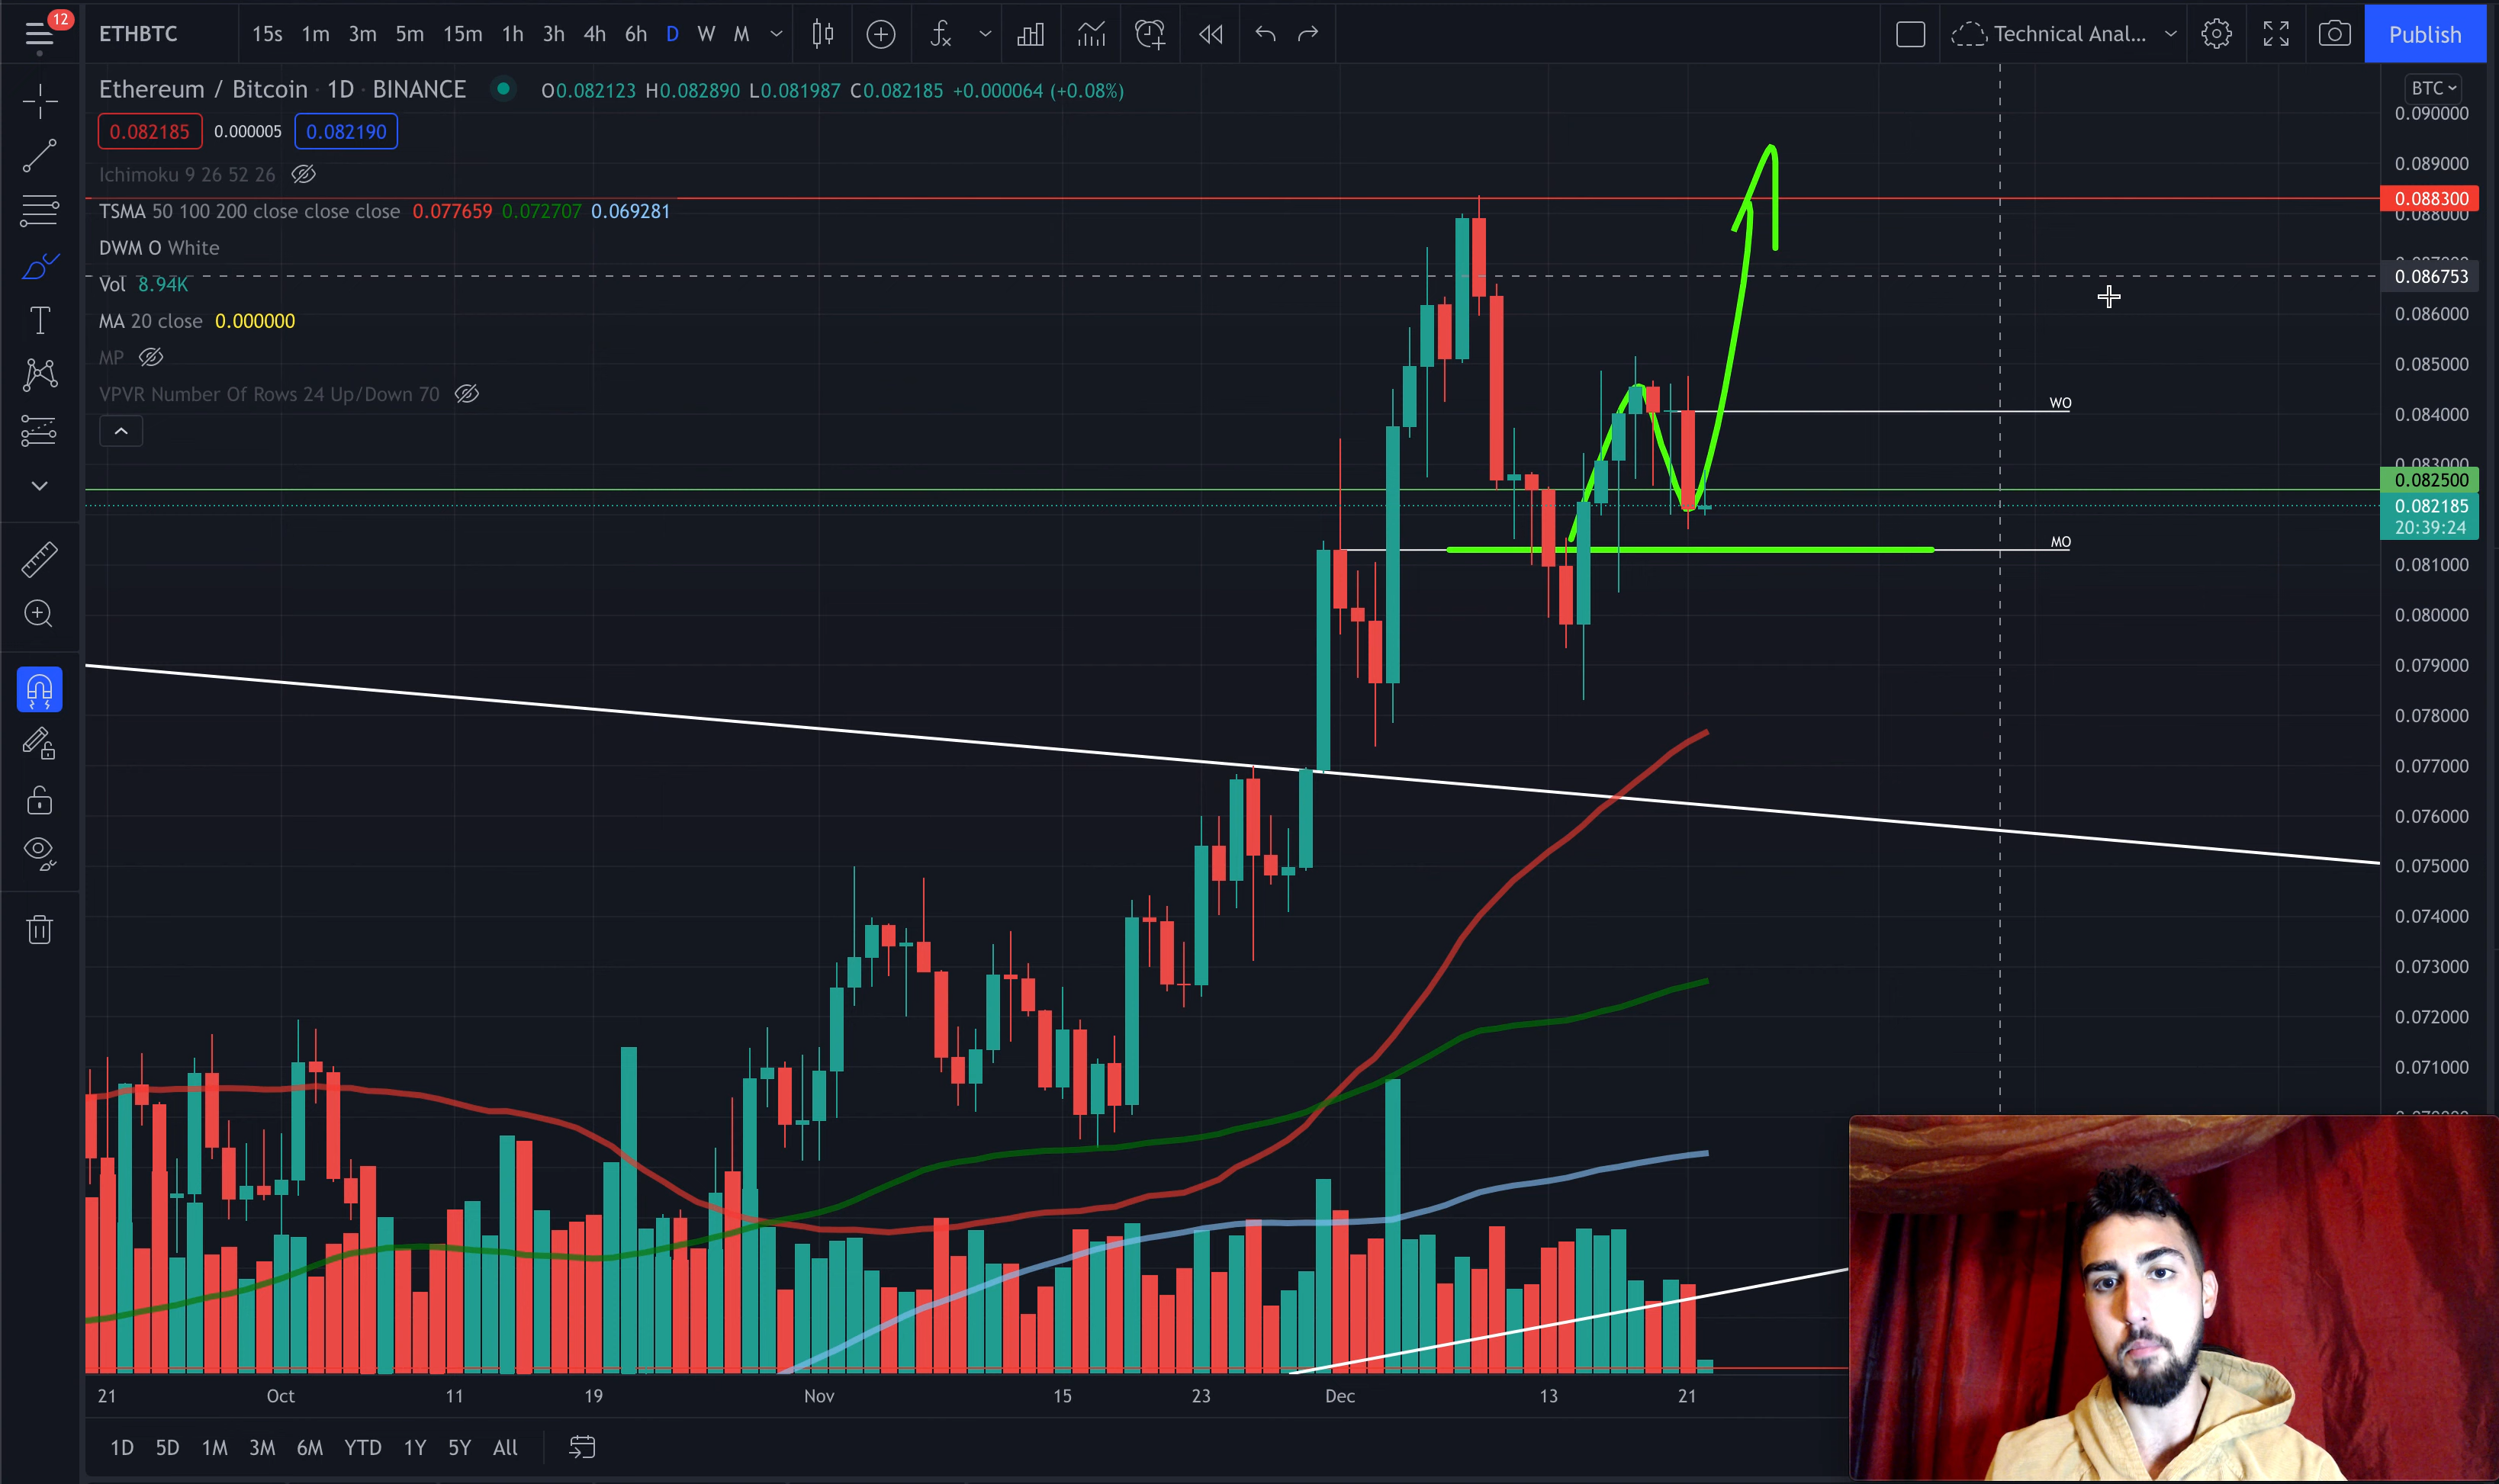 12
ETHBTC 15s 1m 3m 5m 15m 1h 3h 4h 6h D W M Technical Anal... Publish
Ethereum / Bitcoin · 1D · BINANCE O0.082123 H0.082890 L0.081987 C0.082185 +0.000064 (+0.08%)
BTC
0.082185 0.000005 0.082190
Ichimoku 9 26 52 26
TSMA 50 100 200 close close close 0.077659 0.072707 0.069281
DWM O White
Vol 8.94K
MA 20 close 0.000000
MP
VPVR Number Of Rows 24 Up/Down 70
0.090000
0.089000
0.088300
0.088000
0.086753
0.086000
0.085000
WO
0.084000
0.083000
0.082500
0.082185
20:39:24
MO
0.081000
0.080000
0.079000
0.078000
0.077000
0.076000
0.075000
0.074000
0.073000
0.072000
0.071000
21 Oct 11 19 Nov 15 23 Dec 13 21
1D 5D 1M 3M 6M YTD 1Y 5Y All